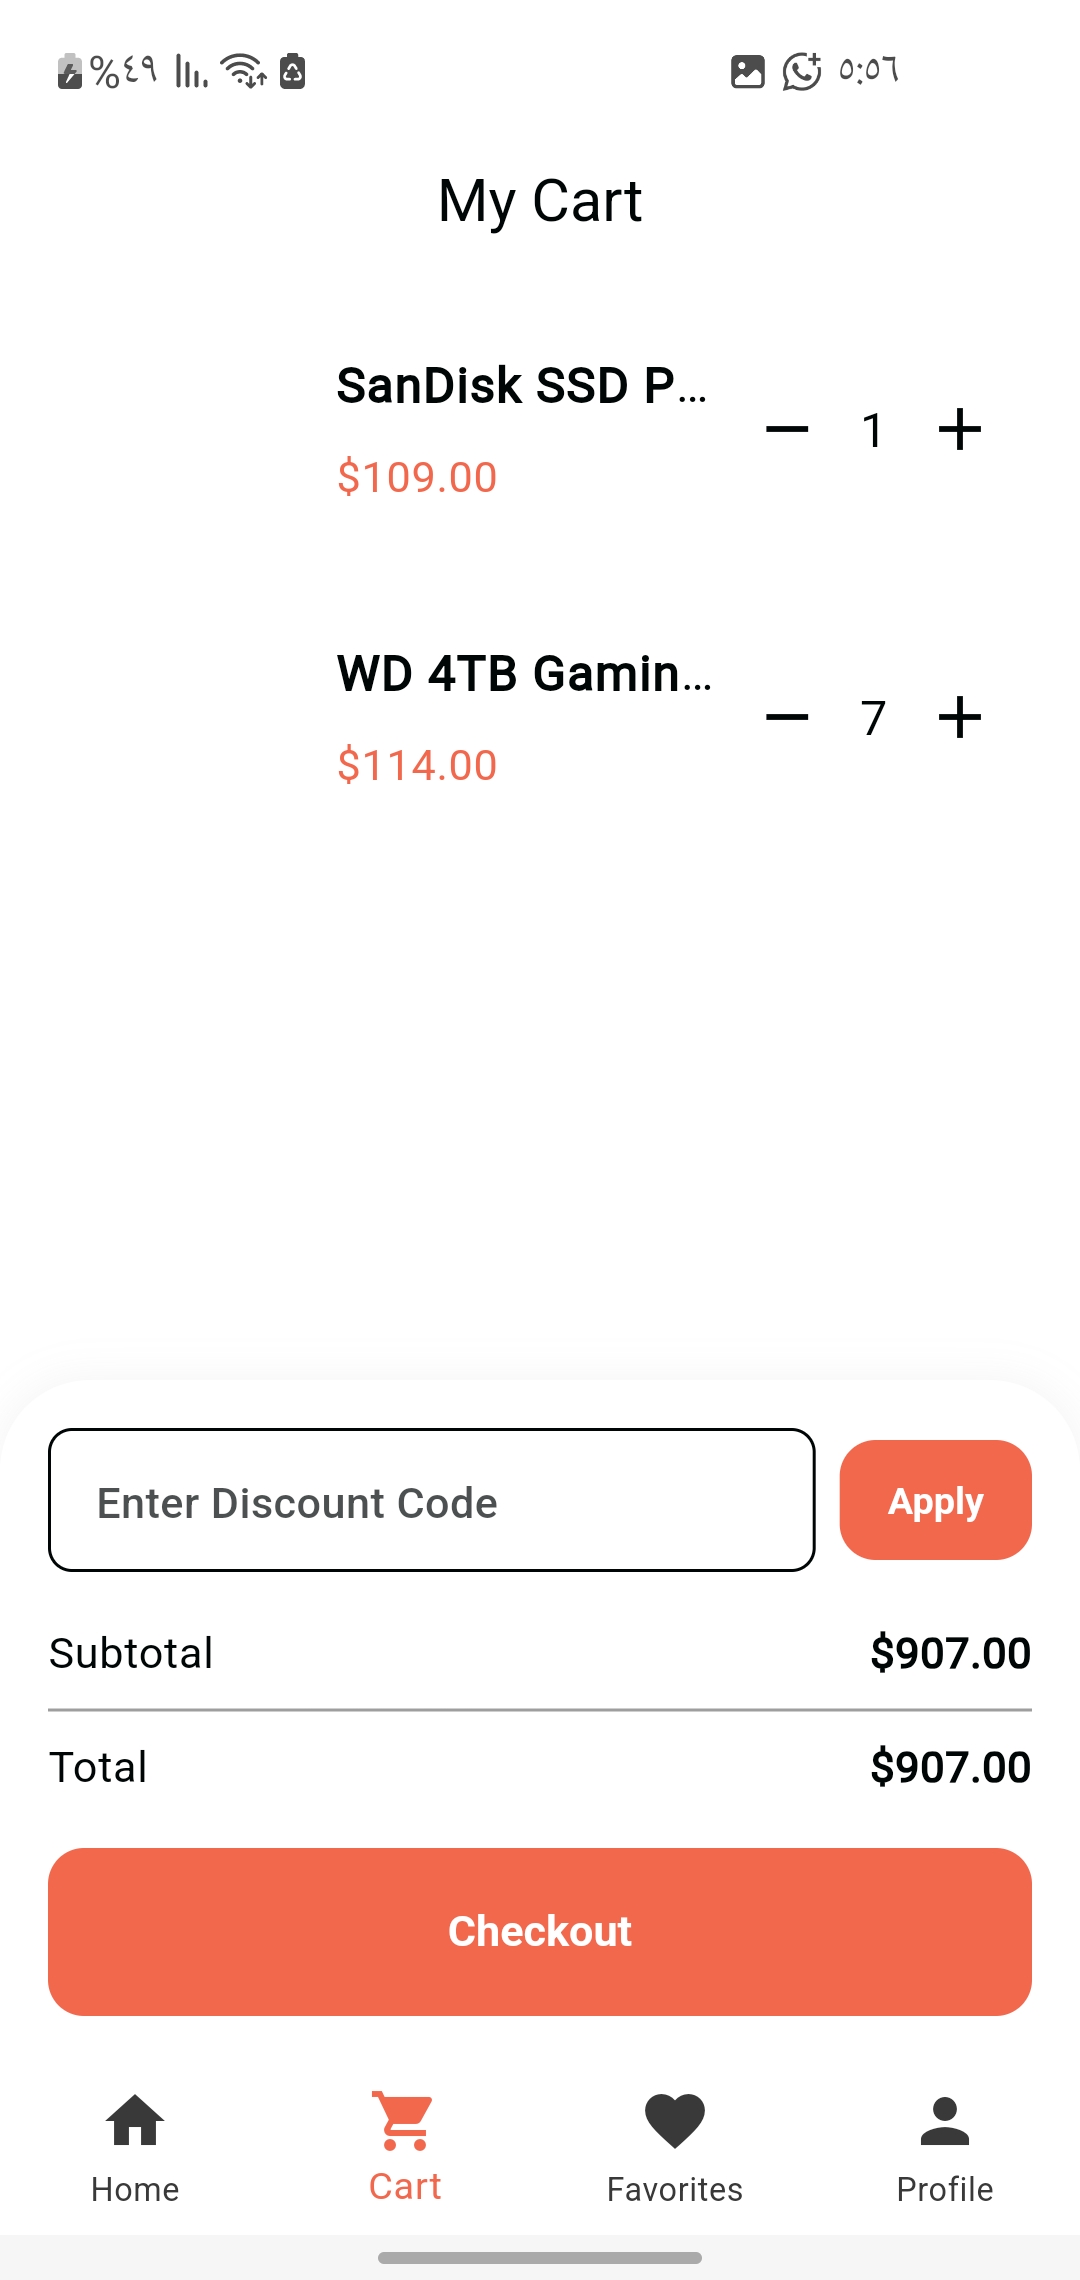 %٤٩
٥:٥٦
My Cart
SanDisk SSD P...
$109.00
1
WD 4TB Gamin...
$114.00
7
Enter Discount Code
Apply
Subtotal
$907.00
Total
$907.00
Checkout
Home
Cart
Favorites
Profile